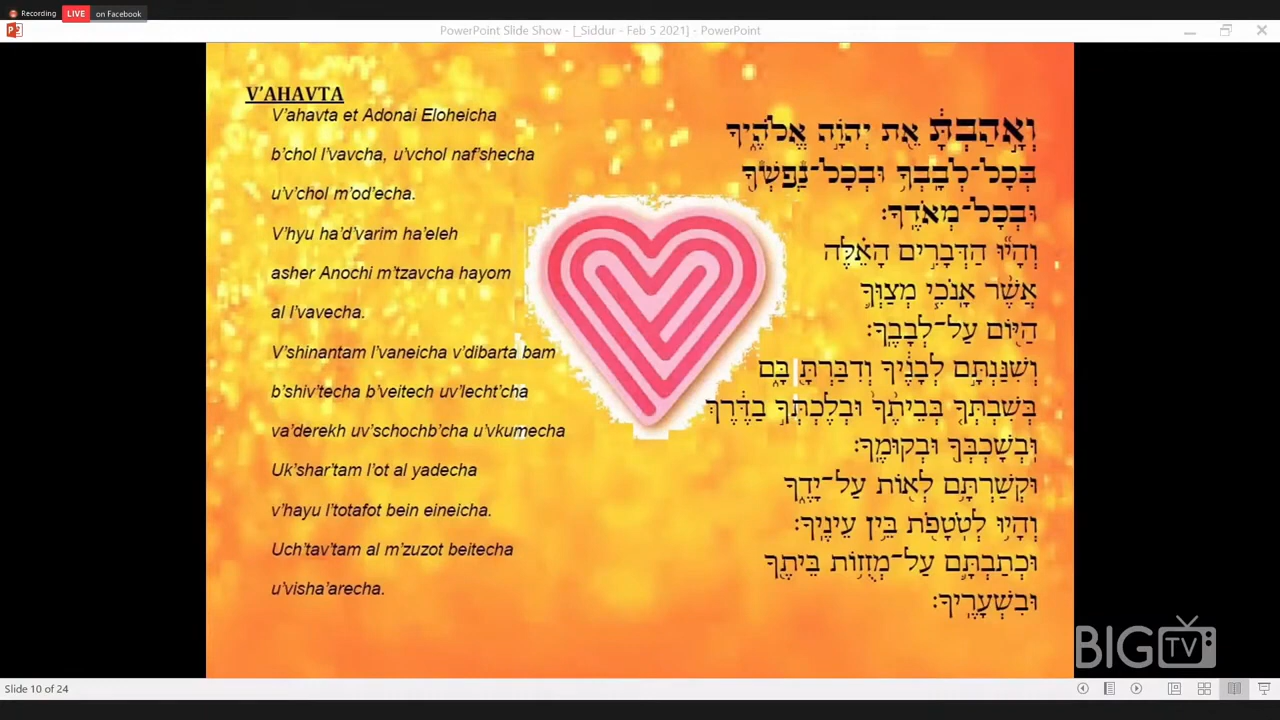 Recording
LIVE on Facebook
PowerPoint Slide Show - [_Siddur - Feb 5 2021] - PowerPoint
V'AHAVTA
V'ahavta et Adonai Eloheicha
b'chol l'vavcha, u'vchol naf'shecha
u'v'chol m'od'echa.
V'hyu ha'd'varim ha'eleh
asher Anochi m'tzavcha hayom
al l'vavecha.
V'shinantam l'vaneicha v'dibarta bam
b'shiv'techa b'veitech uv'lecht'cha
va'derekh uv'schochb'cha u'vkumecha
Uk'shar'tam l'ot al yadecha
v'hayu l'totafot bein eineicha.
Uch'tav'tam al m'zuzot beitecha
u'visha'arecha.
וְאָ֣הַבְתָּ֔ אֵ֖ת יְהוָ֣ה אֱלֹהֶ֑יךָ
בְּכָל־לְבָבְךָ֥ וּבְכָל־נַפְשְׁךָ֖
וּבְכָל־מְאֹדֶֽךָ׃
וְהָי֞וּ הַדְּבָרִ֣ים הָאֵ֗לֶּה
אֲשֶׁ֨ר אָֽנֹכִ֧י מְצַוְּךָ֛
הַיּ֖וֹם עַל־לְבָבֶֽךָ׃
וְשִׁנַּנְתָּ֣ם לְבָנֶ֔יךָ וְדִבַּרְתָּ֖ בָּ֑ם
בְּשִׁבְתְּךָ֤ בְּבֵיתֶ֙ךָ֙ וּבְלֶכְתְּךָ֣ בַדֶּ֔רֶךְ
וּֽבְשָׁכְבְּךָ֖ וּבְקוּמֶֽךָ׃
וּקְשַׁרְתָּ֥ם לְא֖וֹת עַל־יָדֶ֑ךָ
וְהָי֥וּ לְטֹטָפֹ֖ת בֵּ֥ין עֵינֶֽיךָ׃
וּכְתַבְתָּ֛ם עַל־מְזֻז֥וֹת בֵּיתֶ֖ךָ
וּבִשְׁעָרֶֽיךָ׃
BIG TV
Slide 10 of 24